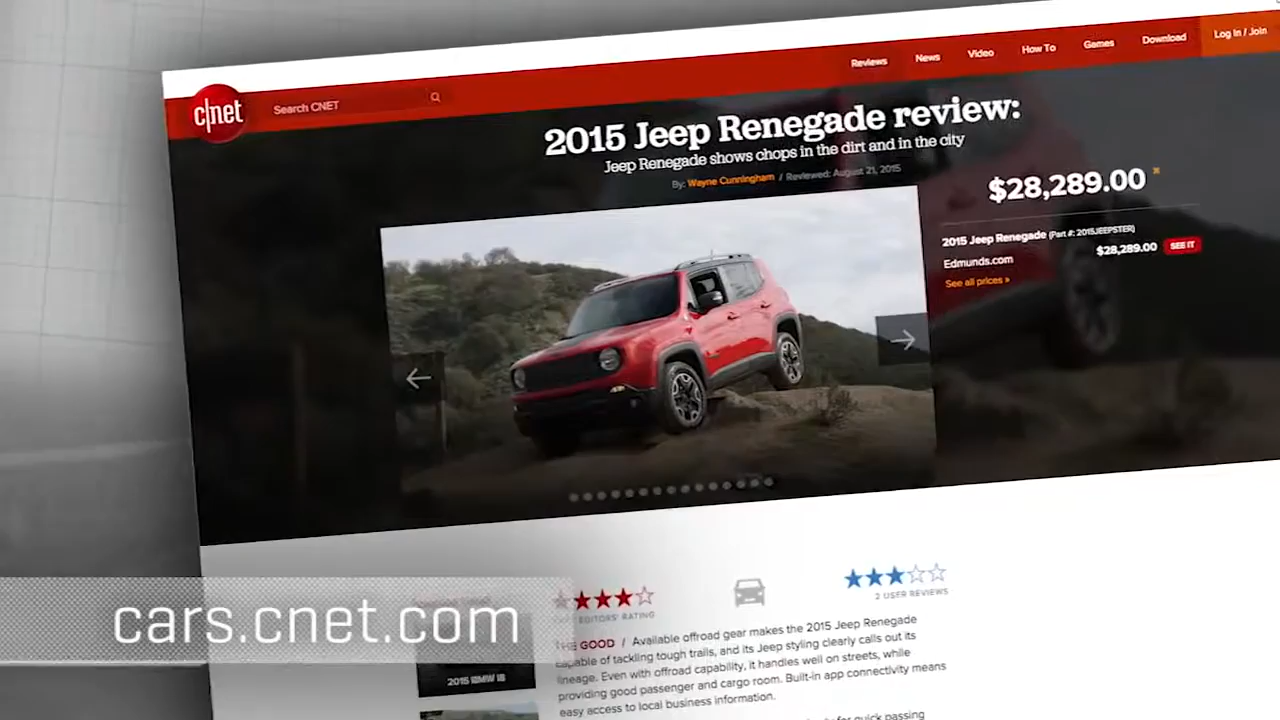 Reviews News Video How To Games Download Log In / Join
c|net Search CNET
2015 Jeep Renegade review:
Jeep Renegade shows chops in the dirt and in the city
By: Wayne Cunningham / Reviewed: August 21, 2015
$28,289.00
2015 Jeep Renegade (Part #: 2015JEEPSTER)
Edmunds.com $28,289.00 SEE IT
See all prices »
EDITORS' RATING
2 USER REVIEWS
THE GOOD / Available offroad gear makes the 2015 Jeep Renegade
capable of tackling tough trails, and its Jeep styling clearly calls out its
lineage. Even with offroad capability, it handles well on streets, while
providing good passenger and cargo room. Built-in app connectivity means
easy access to local business information.
for quick passing
cars.cnet.com
2015 BMW i8